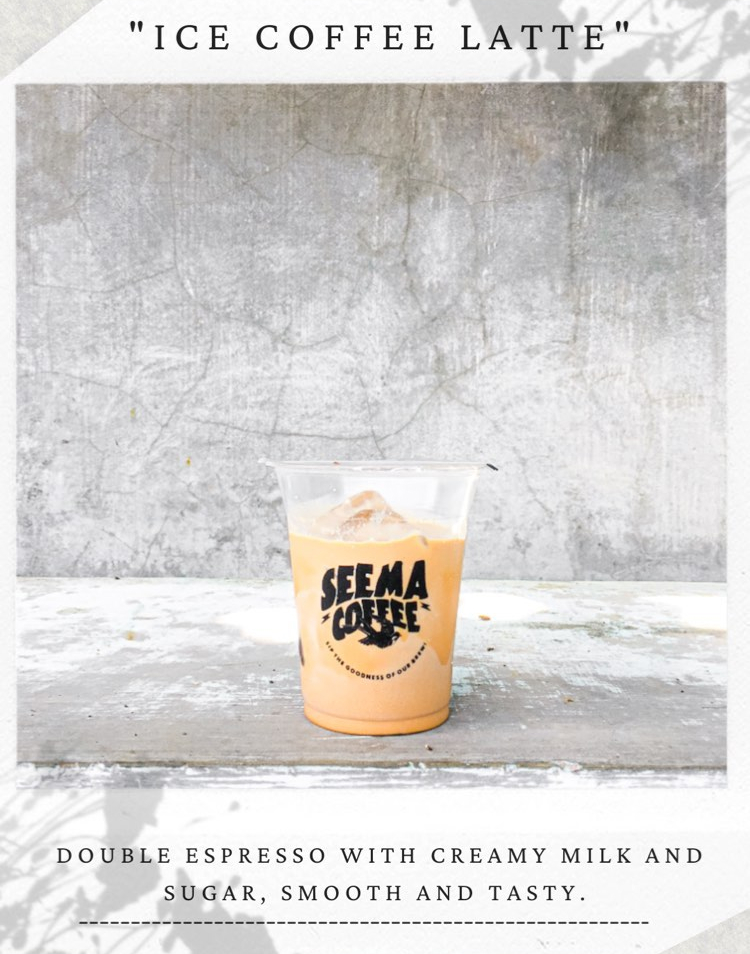 "ICE COFFEE LATTE"
SEEMA
COFFEE
SIP THE GOODNESS OF OUR BREW!
DOUBLE ESPRESSO WITH CREAMY MILK AND
SUGAR, SMOOTH AND TASTY.